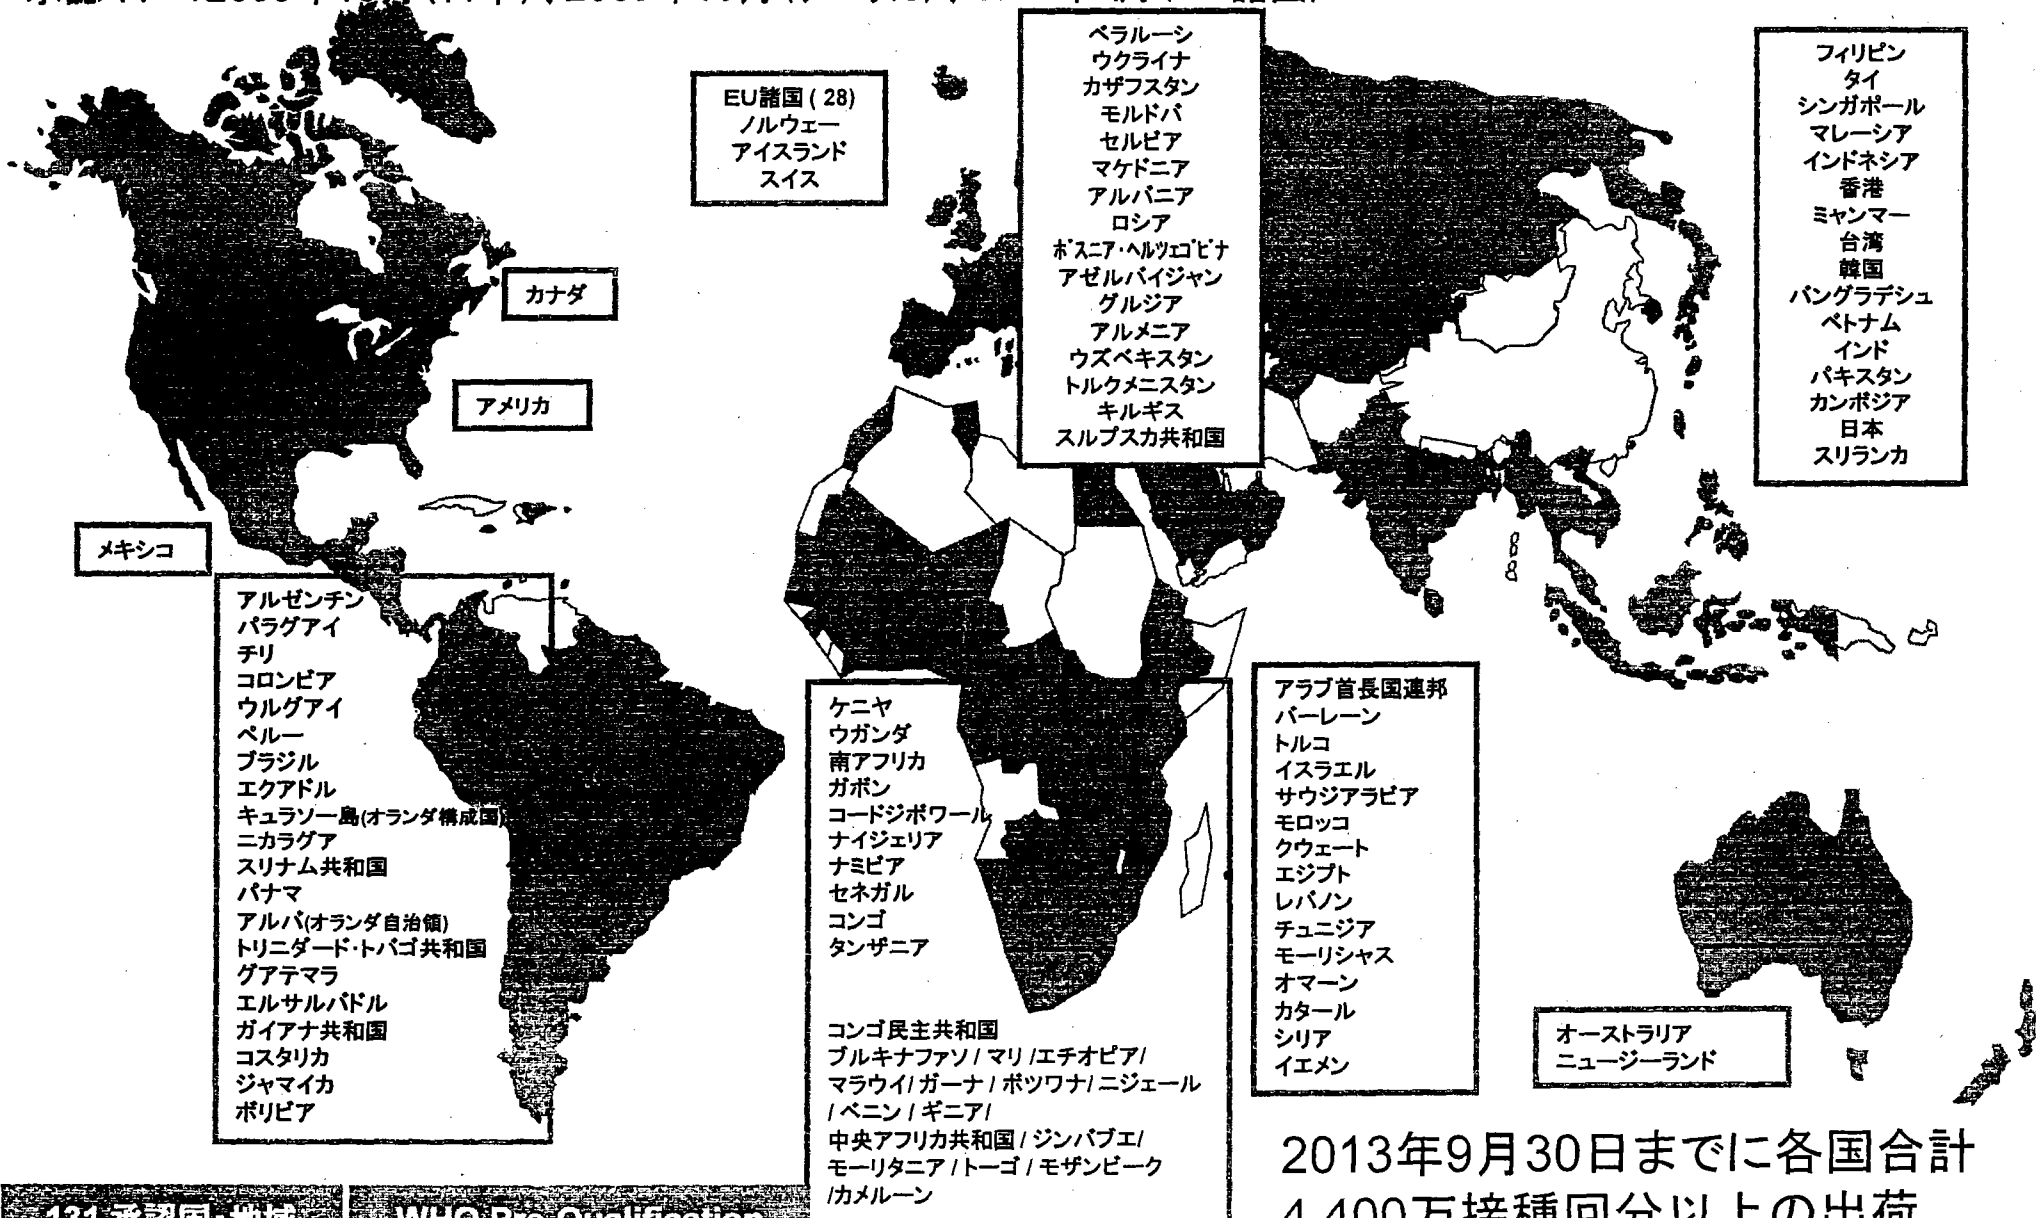 EU諸国 ( 28)
ノルウェー
アイスランド
スイス
ベラルーシ
ウクライナ
カザフスタン
モルドバ
セルビア
マケドニア
アルバニア
ロシア
ボスニア・ヘルツェゴビナ
アゼルバイジャン
グルジア
アルメニア
ウズベキスタン
トルクメニスタン
キルギス
スルプスカ共和国
フィリピン
タイ
シンガポール
マレーシア
インドネシア
香港
ミャンマー
台湾
韓国
バングラデシュ
ベトナム
インド
パキスタン
カンボジア
日本
スリランカ
カナダ
アメリカ
メキシコ
アルゼンチン
パラグアイ
チリ
コロンビア
ウルグアイ
ペルー
ブラジル
エクアドル
キュラソー島(オランダ構成国)
ニカラグア
スリナム共和国
パナマ
アルバ(オランダ自治領)
トリニダード・トバゴ共和国
グアテマラ
エルサルバドル
ガイアナ共和国
コスタリカ
ジャマイカ
ボリビア
ケニヤ
ウガンダ
南アフリカ
ガボン
コードジボワール
ナイジェリア
ナミビア
セネガル
コンゴ
タンザニア
コンゴ民主共和国
ブルキナファソ / マリ /エチオピア/
マラウイ/ ガーナ / ボツワナ/ ニジェール
/ ベニン / ギニア/
中央アフリカ共和国 / ジンバブエ/
モーリタニア / トーゴ / モザンビーク
/カメルーン
アラブ首長国連邦
バーレーン
トルコ
イスラエル
サウジアラビア
モロッコ
クウェート
エジプト
レバノン
チュニジア
モーリシャス
オマーン
カタール
シリア
イエメン
オーストラリア
ニュージーランド
2013年9月30日までに各国合計
4,400万接種回分以上の出荷
131承認国・地域
WHO Pre-Qualification